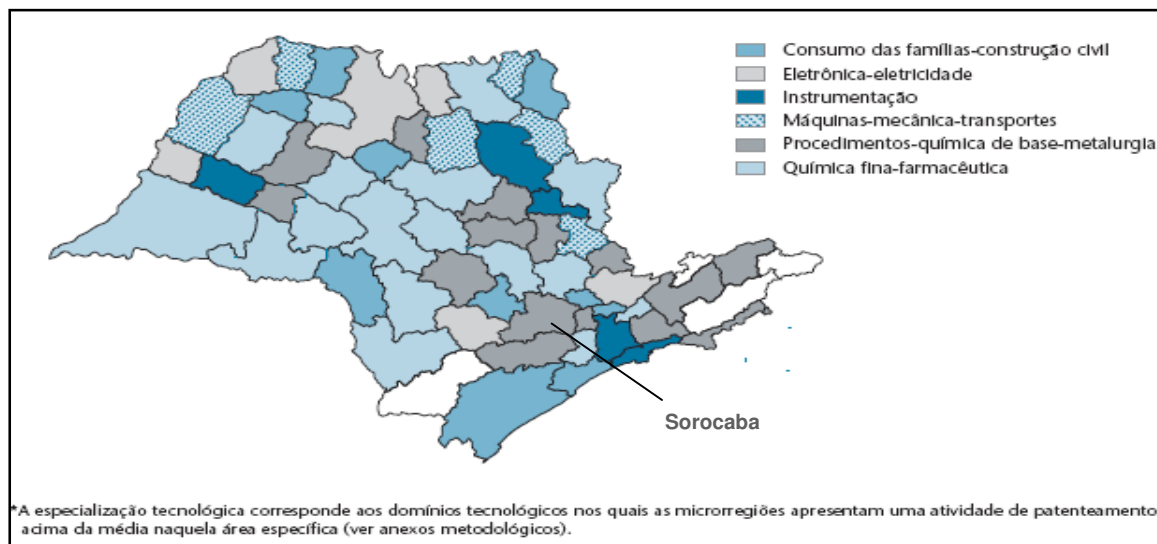 Consumo das famílias-construção civil
Eletrônica-eletricidade
Instrumentação
Máquinas-mecânica-transportes
Procedimentos-química de base-metalurgia
Química fina-farmacêutica
Sorocaba
*A especialização tecnológica corresponde aos domínios tecnológicos nos quais as microrregiões apresentam uma atividade de patenteamento
acima da média naquela área específica (ver anexos metodológicos).